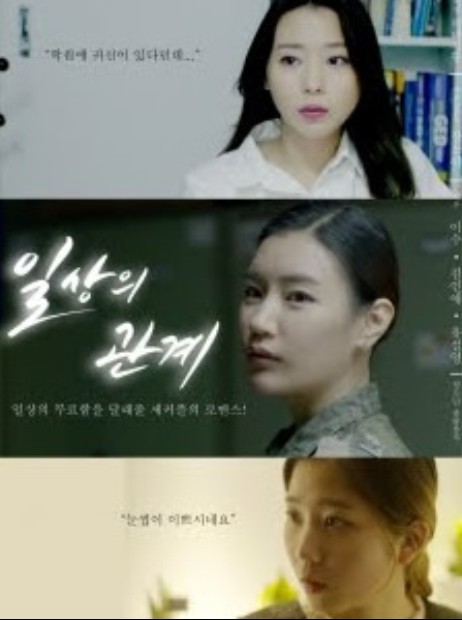 "학원에 귀신이 있다던데..."
일상의
관계
일상의 무료함을 달래줄 세커플의 로맨스!
"눈썹이 이쁘시네요"